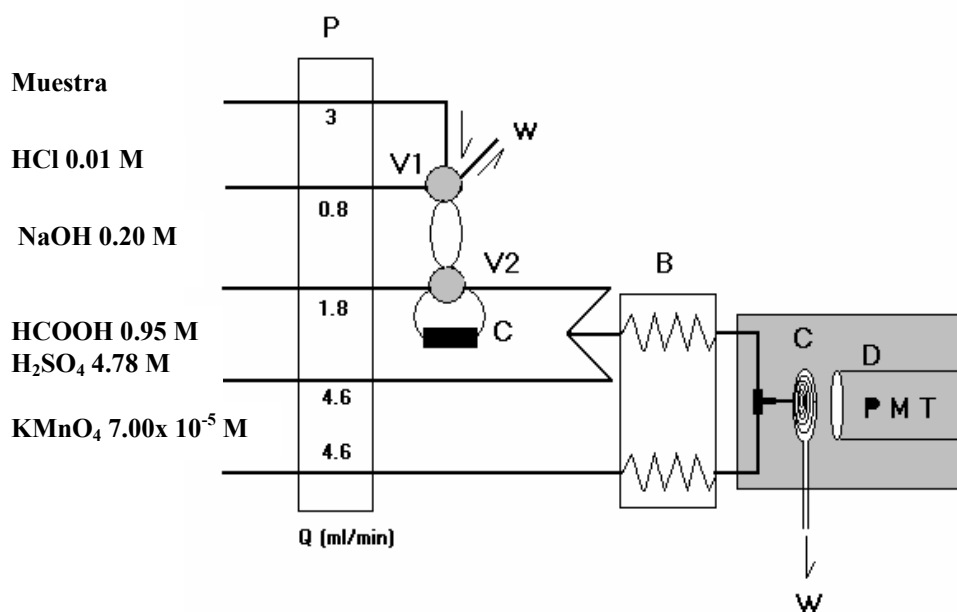 P
Muestra
3
W
HCl 0.01 M
V1
0.8
NaOH 0.20 M
V2
B
1.8
HCOOH 0.95 M
C
H₂SO₄ 4.78 M
C
D
4.6
P M T
KMnO₄ 7.00x 10⁻⁵ M
4.6
Q (ml/min)
W